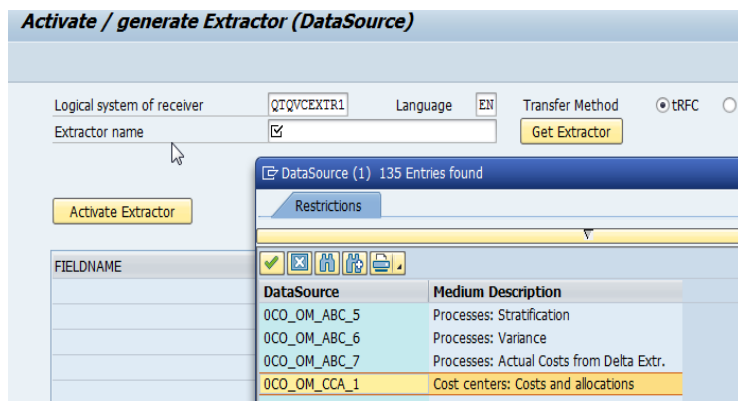 Activate / generate Extractor (DataSource)
Logical system of receiver QTQVCEXTR1 Language EN Transfer Method tRFC
Extractor name Get Extractor
DataSource (1) 135 Entries found
Restrictions
Activate Extractor
FIELDNAME
DataSource Medium Description
0CO_OM_ABC_5 Processes: Stratification
0CO_OM_ABC_6 Processes: Variance
0CO_OM_ABC_7 Processes: Actual Costs from Delta Extr.
0CO_OM_CCA_1 Cost centers: Costs and allocations